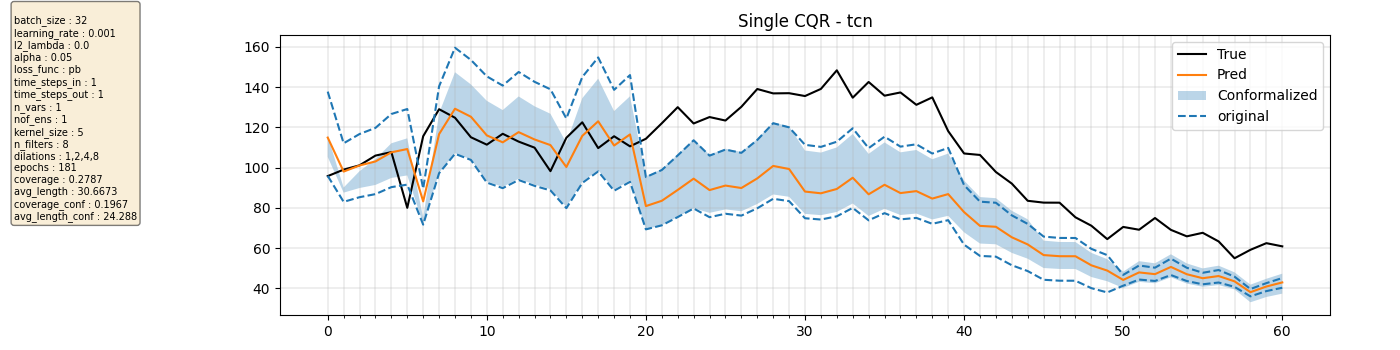 batch_size : 32
learning_rate : 0.001
l2_lambda : 0.0
alpha : 0.05
loss_func : pb
time_steps_in : 1
time_steps_out : 1
n_vars : 1
nof_ens : 1
kernel_size : 5
n_filters : 8
dilations : 1,2,4,8
epochs : 181
coverage : 0.2787
avg_length : 30.6673
coverage_conf : 0.1967
avg_length_conf : 24.288
Single CQR - tcn
True
Pred
Conformalized
original
160
140
120
100
80
60
40
0 10 20 30 40 50 60